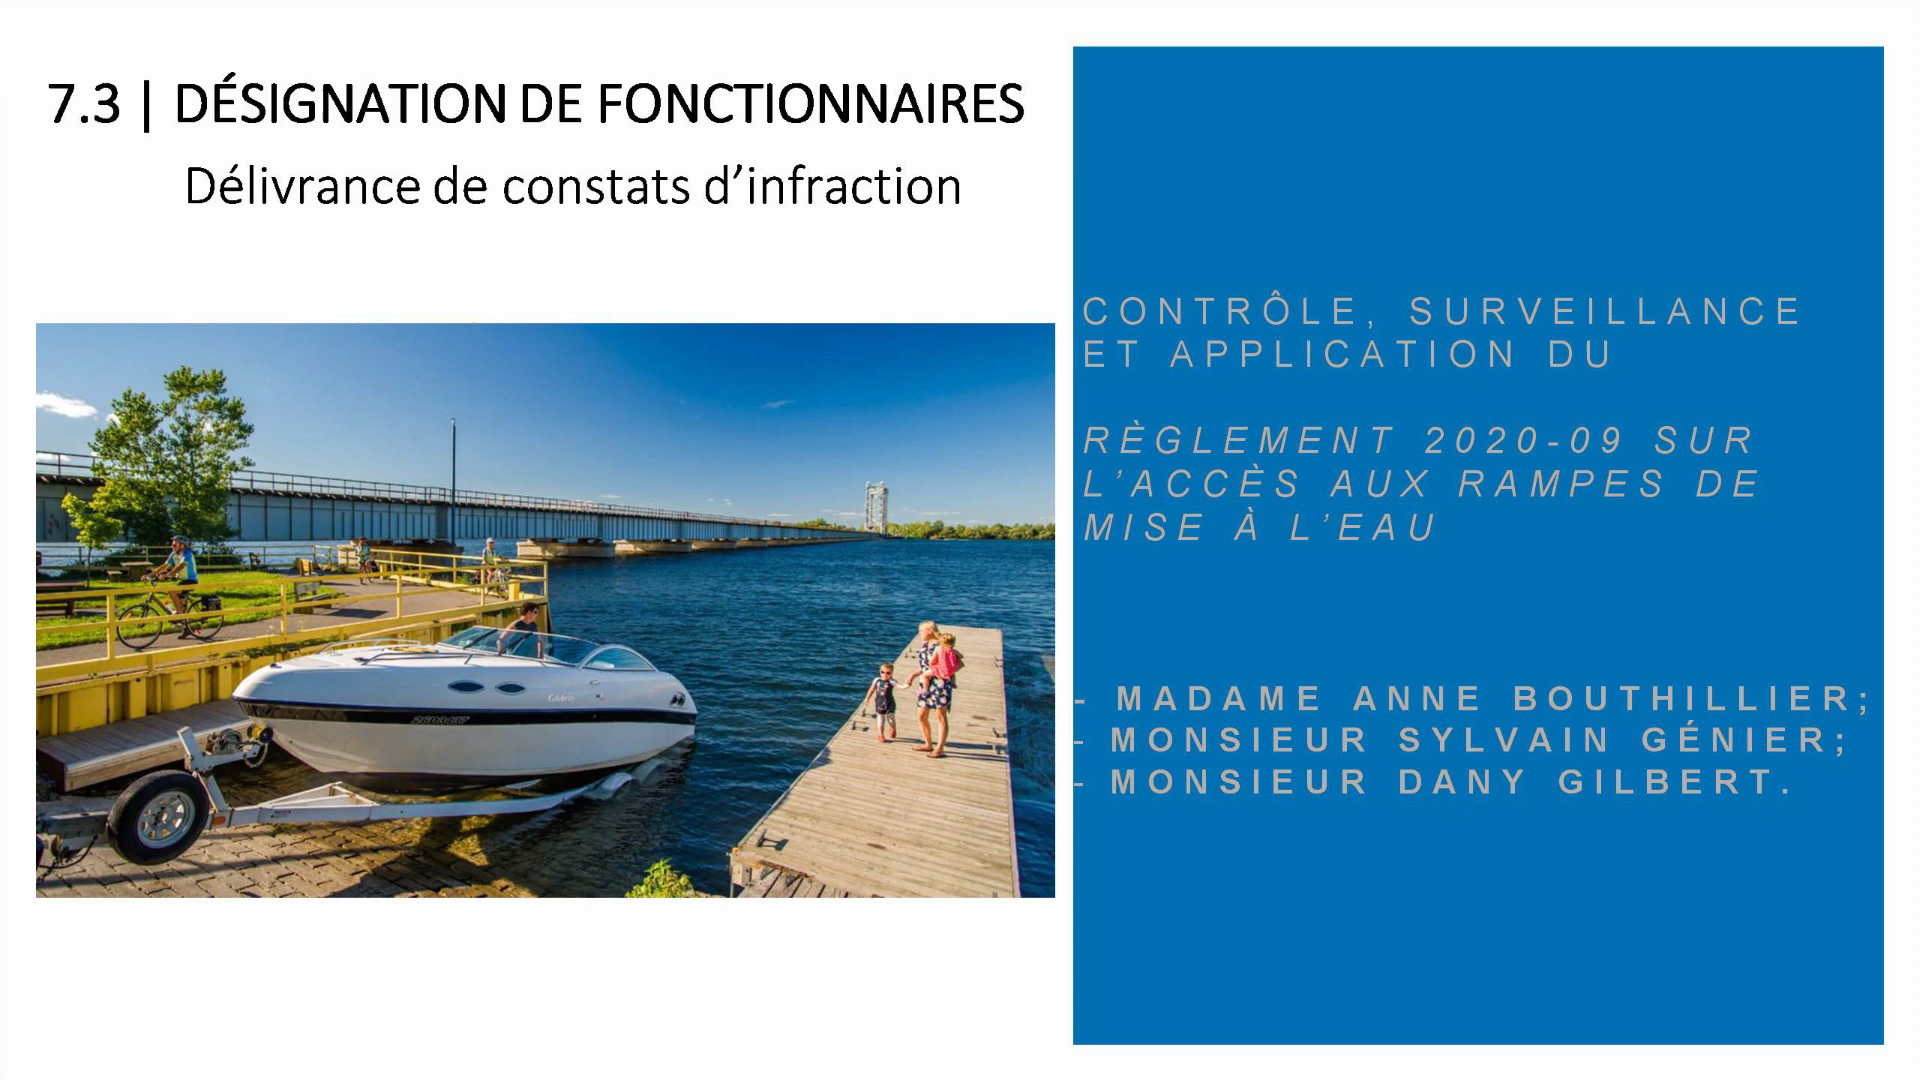 7.3 | DÉSIGNATION DE FONCTIONNAIRES
Délivrance de constats d’infraction
CONTRÔLE, SURVEILLANCE
ET APPLICATION DU
RÈGLEMENT 2020-09 SUR
L’ACCÈS AUX RAMPES DE
MISE À L’EAU
- MADAME ANNE BOUTHILLIER;
- MONSIEUR SYLVAIN GÉNIER;
- MONSIEUR DANY GILBERT.